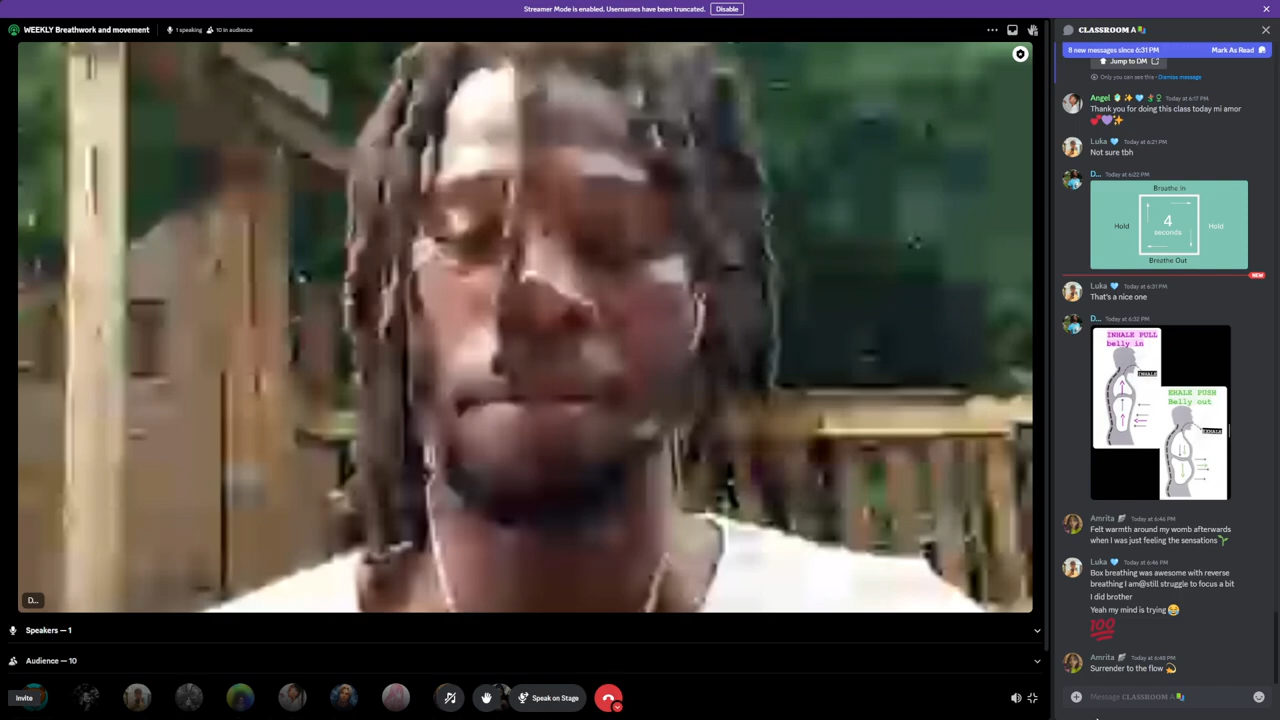 Streamer Mode is enabled. Usernames have been truncated. Disable
WEEKLY Breathwork and movement
1 speaking 10 in audience
D...
Speakers — 1
Audience — 10
Invite
Speak on Stage
CLASSROOM A
8 new messages since 6:31 PM Mark As Read
Jump to DM
Only you can see this • Dismiss message
Angel Today at 6:17 PM
Thank you for doing this class today mi amor
💕💜✨
Luka 💙 Today at 6:21 PM
Not sure tbh
D... Today at 6:22 PM
Breathe In
Hold
4
seconds
Hold
Breathe Out
NEW
Luka 💙 Today at 6:31 PM
That's a nice one
D... Today at 6:32 PM
INHALE PULL
belly in
INHALE
EHALE PUSH
Belly out
Amrita Today at 6:46 PM
Felt warmth around my womb afterwards
when I was just feeling the sensations🌱
Luka 💙 Today at 6:46 PM
Box breathing was awesome with reverse
breathing I am@still struggle to focus a bit
I did brother
Yeah my mind is trying 😂
💯
Amrita Today at 6:48 PM
Surrender to the flow 💫
Message CLASSROOM A